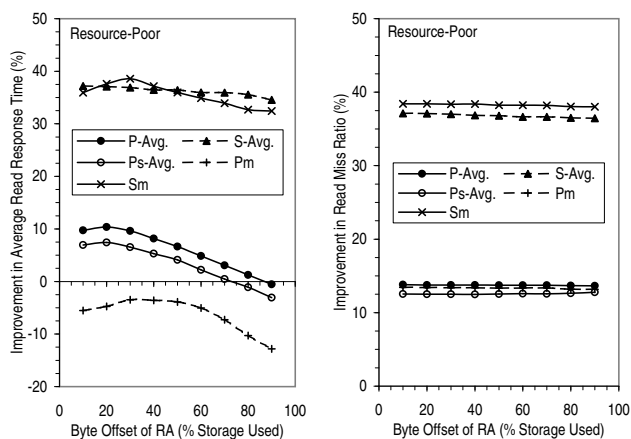 Resource-Poor
Improvement in Average Read Response Time (%)
50
40
30
20
10
0
-10
-20
P-Avg.
S-Avg.
Ps-Avg.
Pm
Sm
0
20
40
60
80
100
Byte Offset of RA (% Storage Used)
Resource-Poor
Improvement in Read Miss Ratio (%)
50
40
30
20
10
0
P-Avg.
S-Avg.
Ps-Avg.
Pm
Sm
0
20
40
60
80
100
Byte Offset of RA (% Storage Used)